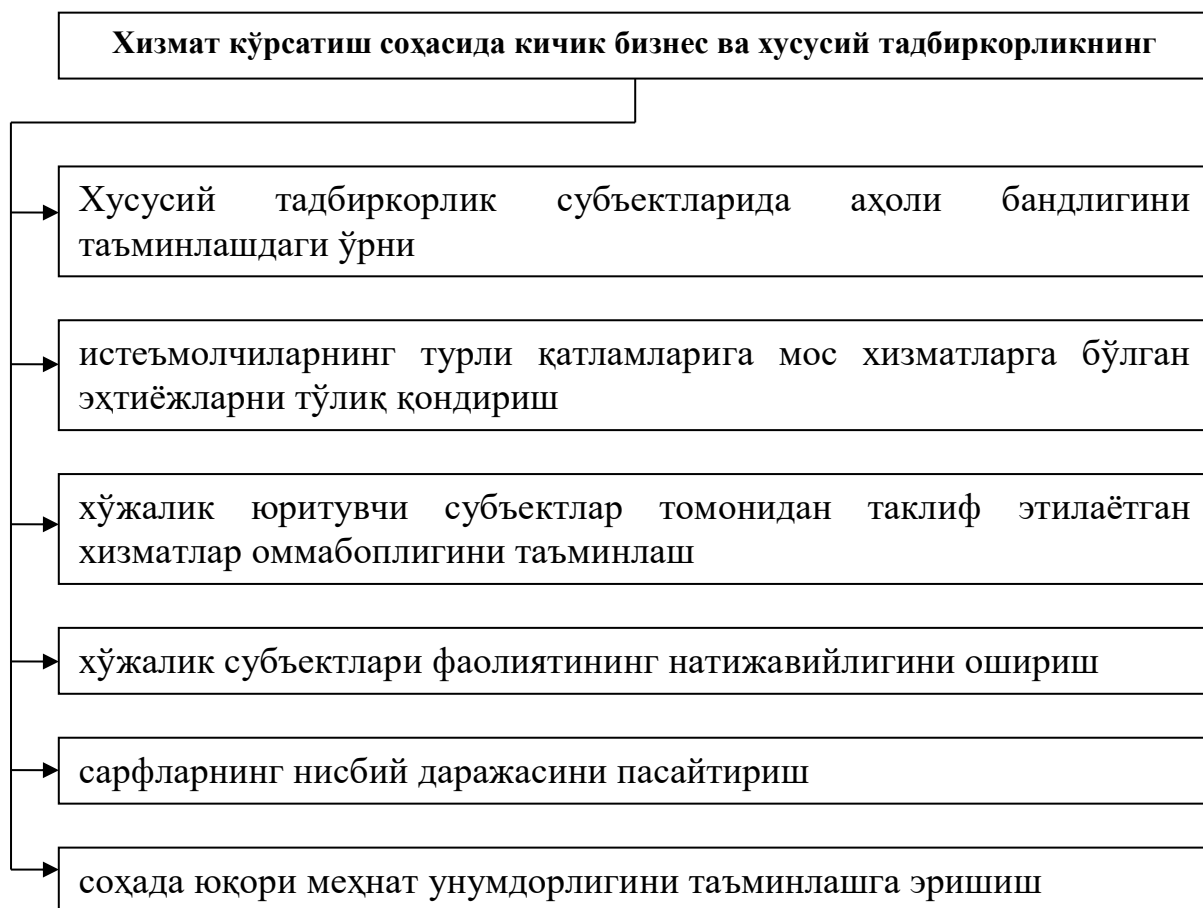 Хизмат кўрсатиш соҳасида кичик бизнес ва хусусий тадбиркорликнинг
Хусусий тадбиркорлик субъектларида аҳоли бандлигини
таъминлашдаги ўрни
истеъмолчиларнинг турли қатламларига мос хизматларга бўлган
эҳтиёжларни тўлиқ қондириш
хўжалик юритувчи субъектлар томонидан таклиф этилаётган
хизматлар оммабоплигини таъминлаш
хўжалик субъектлари фаолиятининг натижавийлигини ошириш
сарфларнинг нисбий даражасини пасайтириш
соҳада юқори меҳнат унумдорлигини таъминлашга эришиш